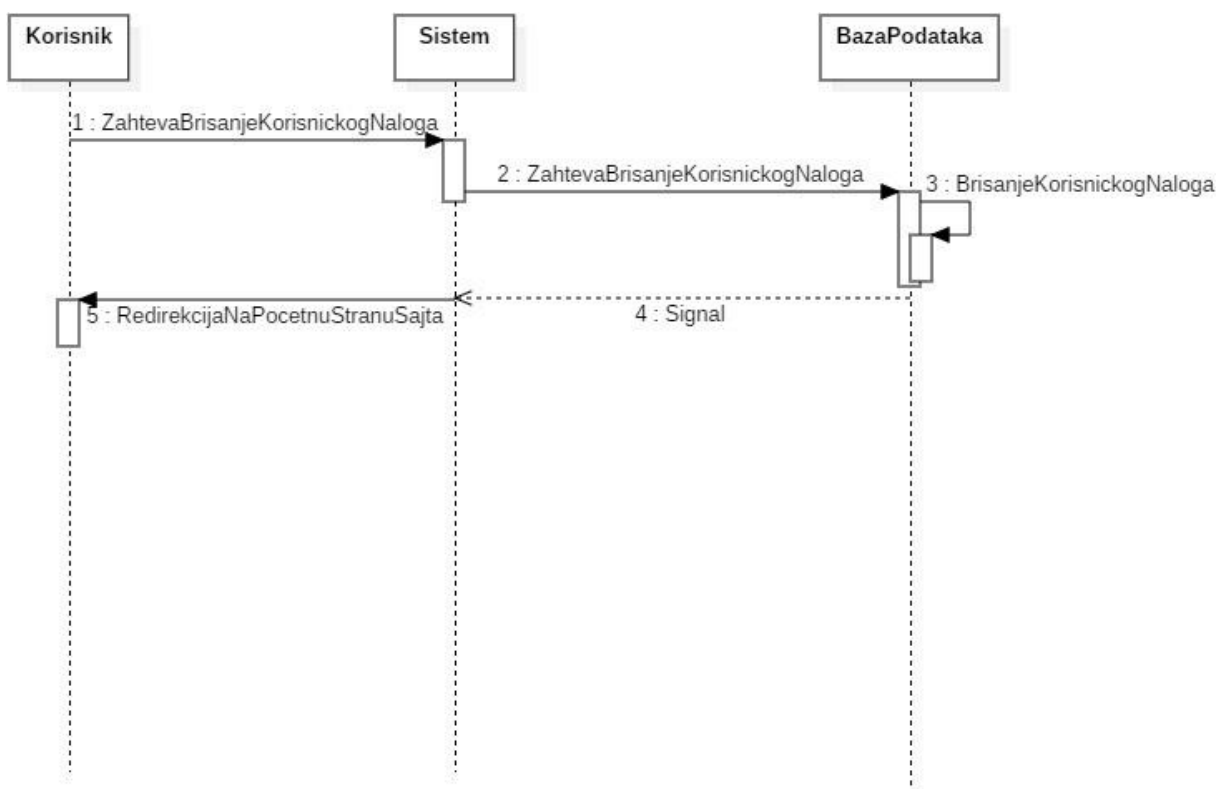 Korisnik
Sistem
BazaPodataka
1 : ZahtevaBrisanjeKorisnickogNaloga
2 : ZahtevaBrisanjeKorisnickogNaloga
3 : BrisanjeKorisnickogNaloga
4 : Signal
5 : RedirekcijaNaPocetnuStranuSajta